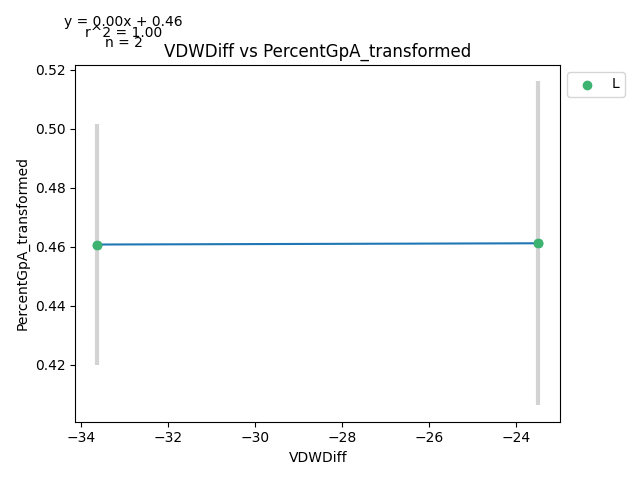 y = 0.00x + 0.46
r^2 = 1.00
n = 2
VDWDiff vs PercentGpA_transformed
L
0.52
0.50
0.48
0.46
0.44
0.42
PercentGpA_transformed
−34 −32 −30 −28 −26 −24
VDWDiff